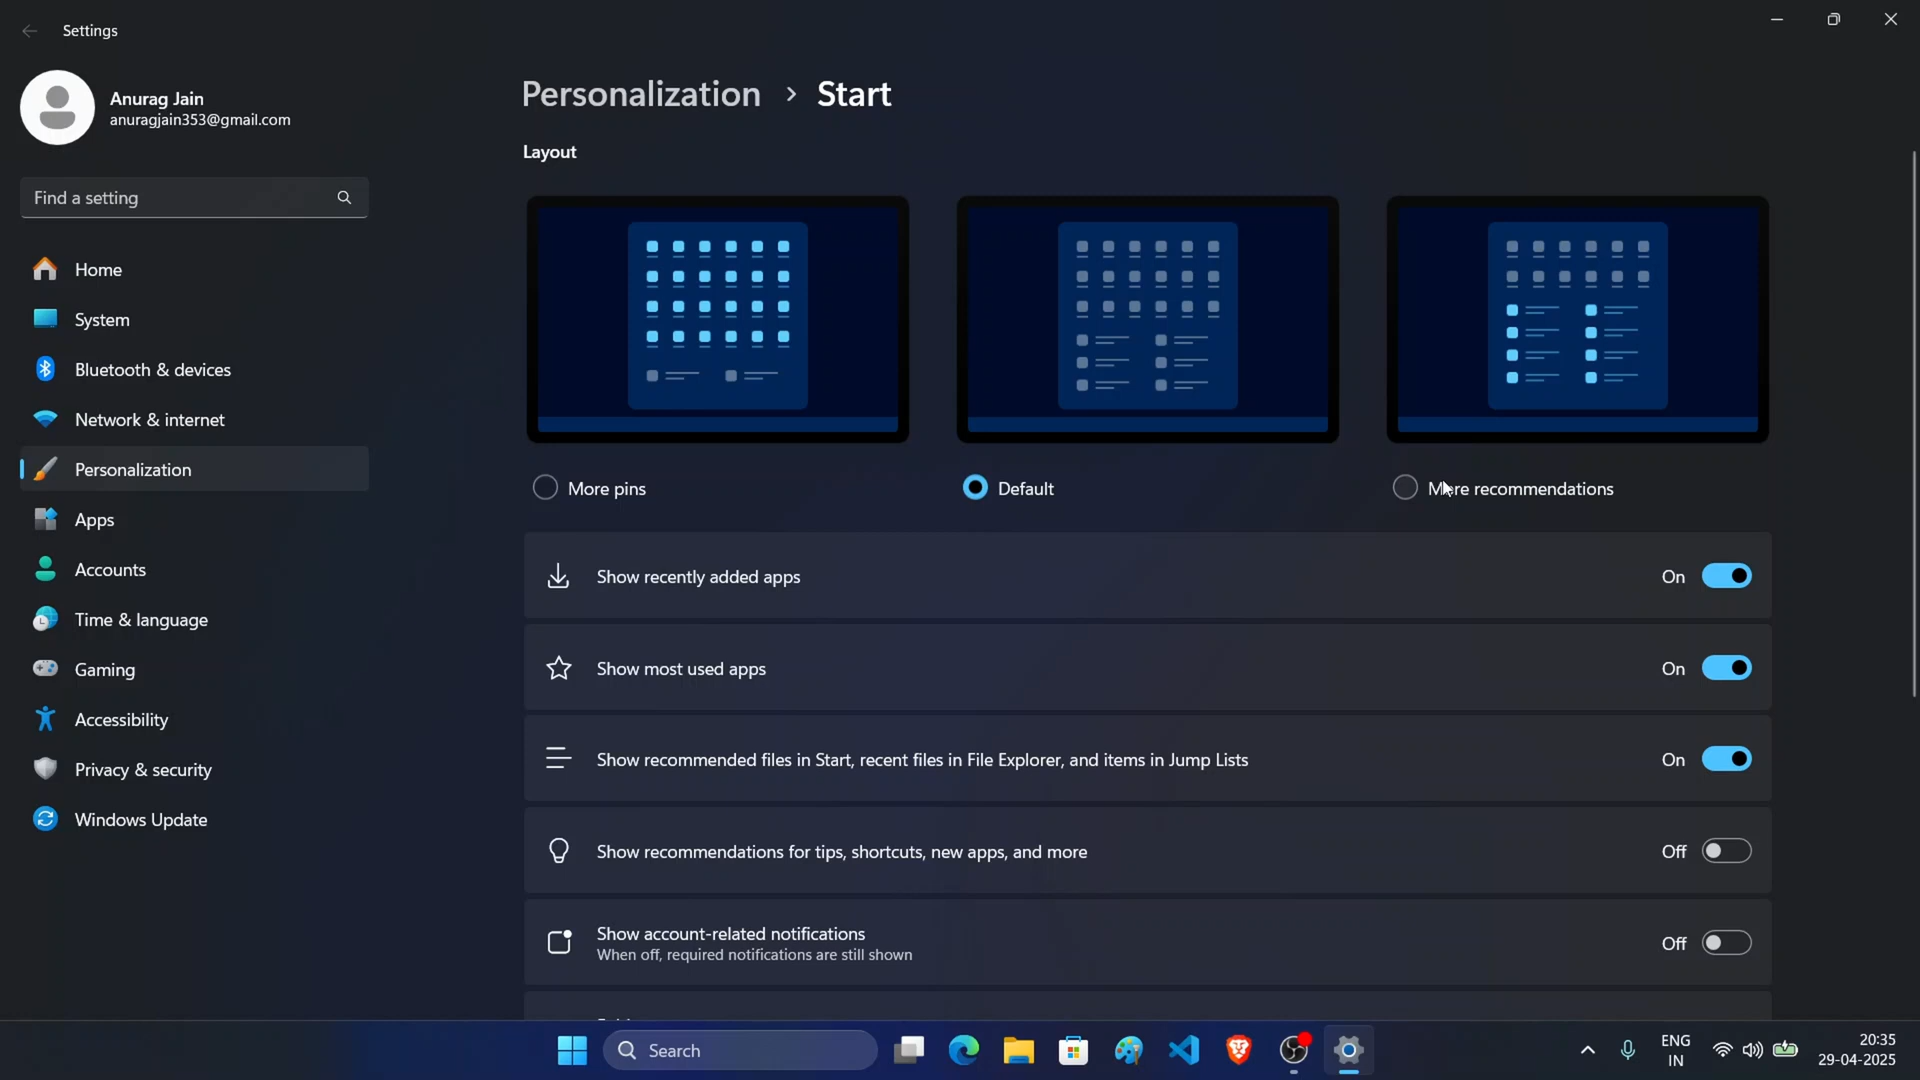 Settings
Anurag Jain
anuragjain353@gmail.com
Find a setting
Home
System
Bluetooth & devices
Network & internet
Personalization
Apps
Accounts
Time & language
Gaming
Accessibility
Privacy & security
Windows Update
Personalization > Start
Layout
More pins
Default
More recommendations
Show recently added apps
On
Show most used apps
On
Show recommended files in Start, recent files in File Explorer, and items in Jump Lists
On
Show recommendations for tips, shortcuts, new apps, and more
Off
Show account-related notifications
When off, required notifications are still shown
Off
Search
ENG
IN
20:35
29-04-2025